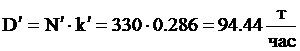 D′ = N′ · k′ = 330 · 0.286 = 94.44 т/час